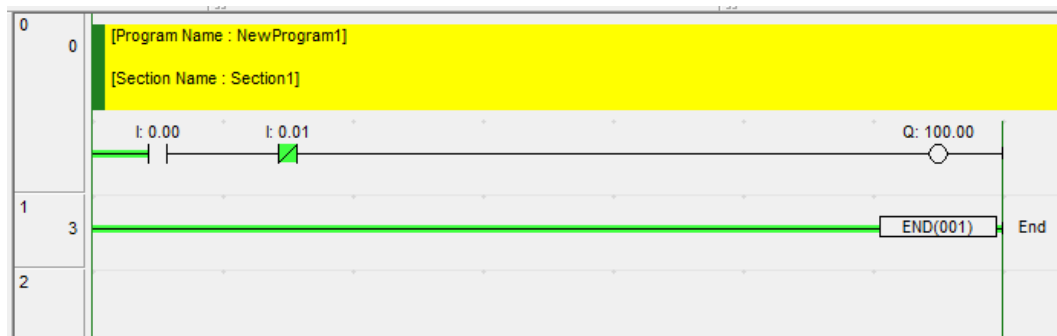 0
0
[Program Name : NewProgram1]
[Section Name : Section1]
I: 0.00 I: 0.01 Q: 100.00
1
3
END(001) End
2